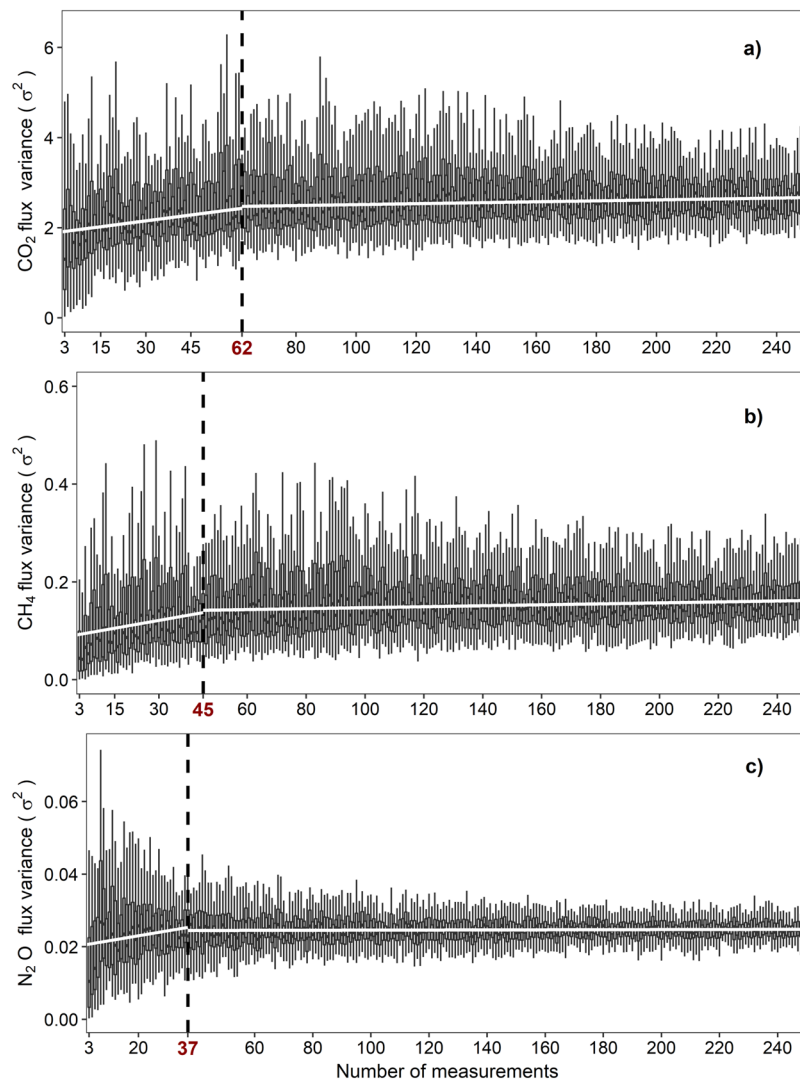 a)
CO₂ flux variance ( σ² )
6
4
2
0
3 15 30 45 62 80 100 120 140 160 180 200 220 240
b)
CH₄ flux variance ( σ² )
0.6
0.4
0.2
0.0
3 15 30 45 60 80 100 120 140 160 180 200 220 240
c)
N₂ O flux variance ( σ² )
0.06
0.04
0.02
0.00
3 20 37 60 80 100 120 140 160 180 200 220 240
Number of measurements